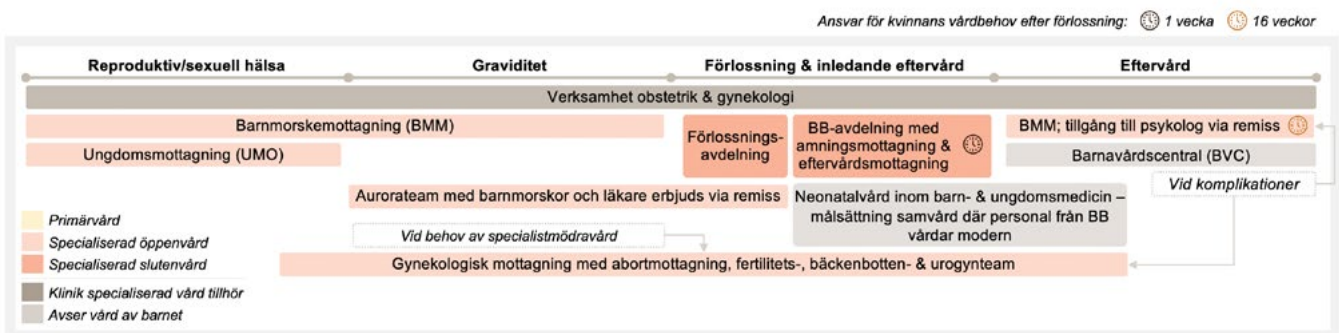 Ansvar för kvinnans vårdbehov efter förlossning: 1 vecka 16 veckor
Reproduktiv/sexuell hälsa
Graviditet
Förlossning & inledande eftervård
Eftervård
Verksamhet obstetrik & gynekologi
Barnmorskemottagning (BMM)
Förlossnings-
avdelning
BB-avdelning med
amningsmottagning &
eftervårdsmottagning
BMM; tillgång till psykolog via remiss
Ungdomsmottagning (UMO)
Barnavårdscentral (BVC)
Vid komplikationer
Aurorateam med barnmorskor och läkare erbjuds via remiss
Neonatalvård inom barn- & ungdomsmedicin –
målsättning samvård där personal från BB
vårdar modern
Vid behov av specialistmödravård
Gynekologisk mottagning med abortmottagning, fertilitets-, bäckenbotten- & urogynteam
Primärvård
Specialiserad öppenvård
Specialiserad slutenvård
Klinik specialiserad vård tillhör
Avser vård av barnet